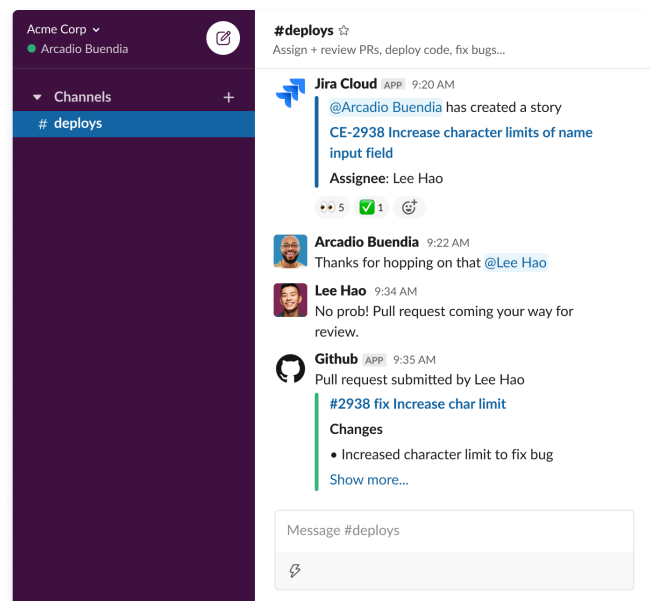 Acme Corp
Arcadio Buendia
Channels
# deploys
#deploys
Assign + review PRs, deploy code, fix bugs...
Jira Cloud APP 9:20 AM
@Arcadio Buendia has created a story
CE-2938 Increase character limits of name
input field
Assignee: Lee Hao
5 1
Arcadio Buendia 9:22 AM
Thanks for hopping on that @Lee Hao
Lee Hao 9:34 AM
No prob! Pull request coming your way for
review.
Github APP 9:35 AM
Pull request submitted by Lee Hao
#2938 fix Increase char limit
Changes
• Increased character limit to fix bug
Show more...
Message #deploys